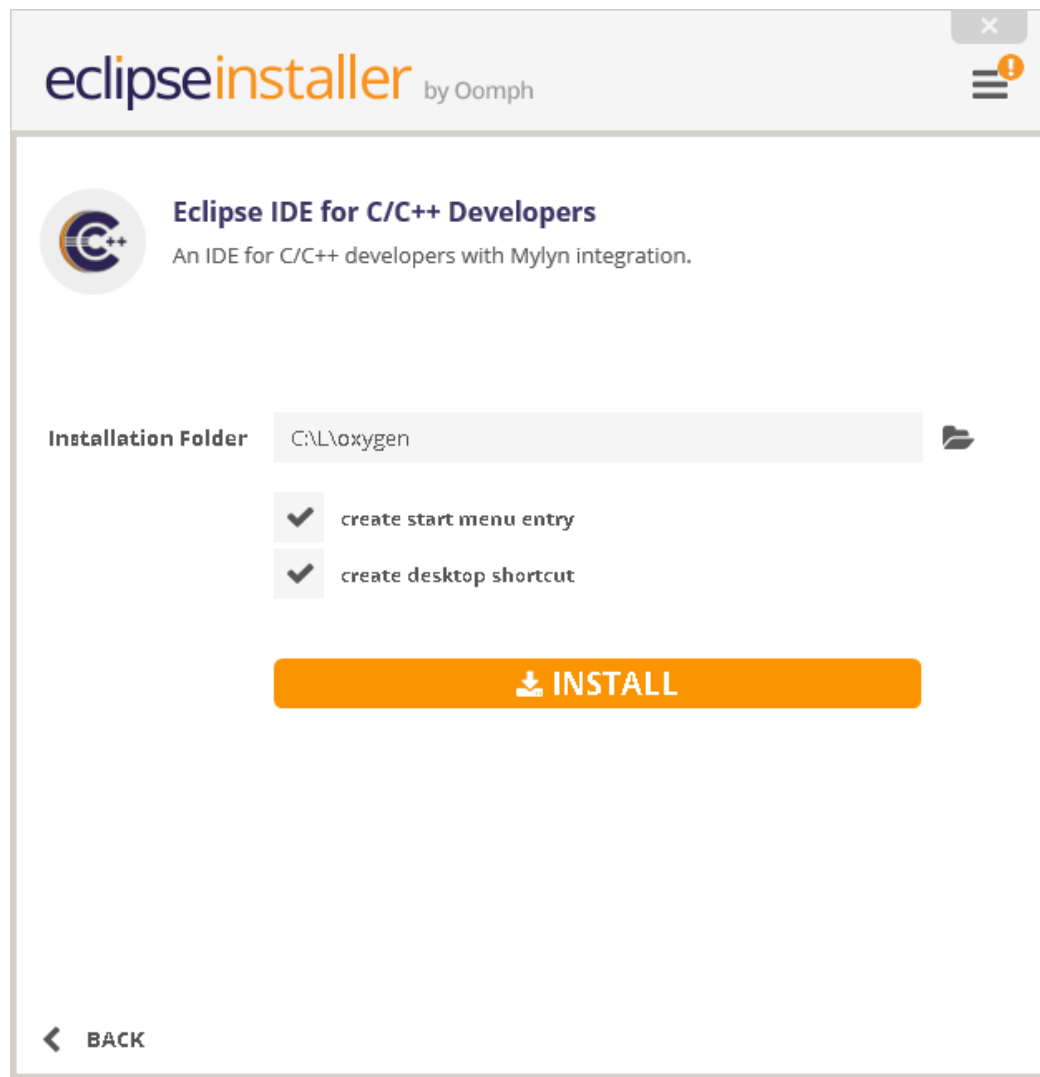 eclipseinstaller by Oomph
Eclipse IDE for C/C++ Developers
An IDE for C/C++ developers with Mylyn integration.
Installation Folder C:\L\oxygen
create start menu entry
create desktop shortcut
INSTALL
BACK